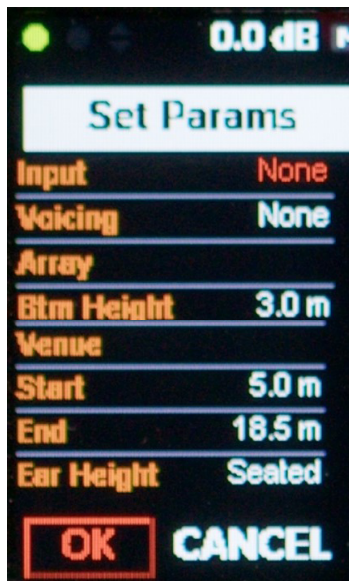 0.0 dB
Set Params
Input None
Voicing None
Array
Btm Height 3.0 m
Venue
Start 5.0 m
End 18.5 m
Ear Height Seated
OK CANCEL